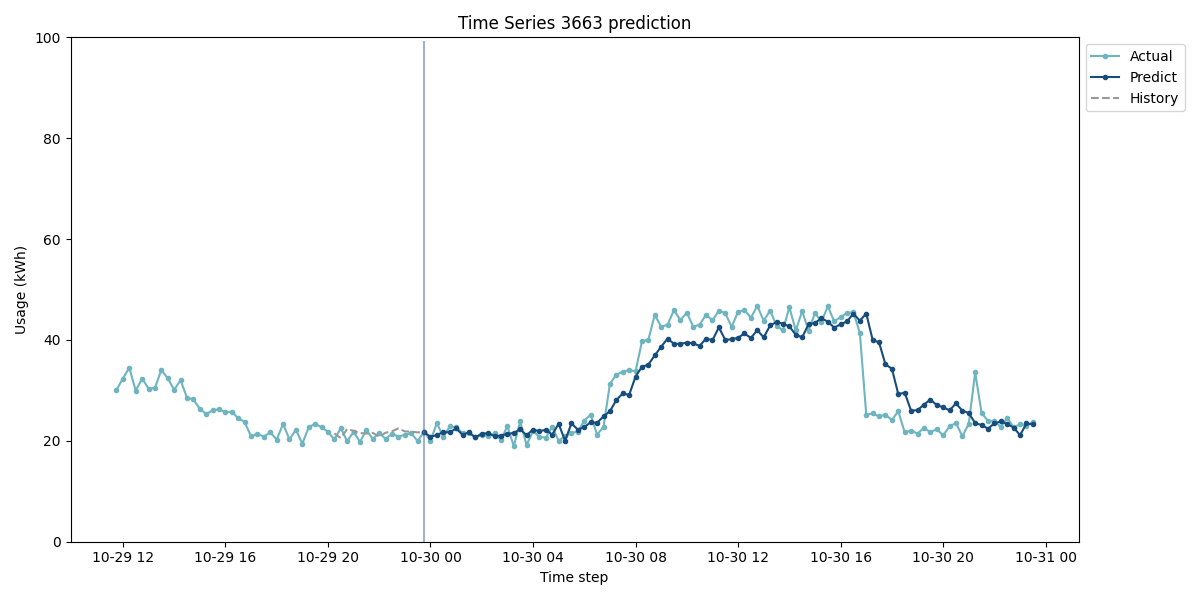 Time Series 3663 prediction
100
80
60
40
20
0
Usage (kWh)
10-29 12
10-29 16
10-29 20
10-30 00
10-30 04
10-30 08
10-30 12
10-30 16
10-30 20
10-31 00
Time step
Actual
Predict
History